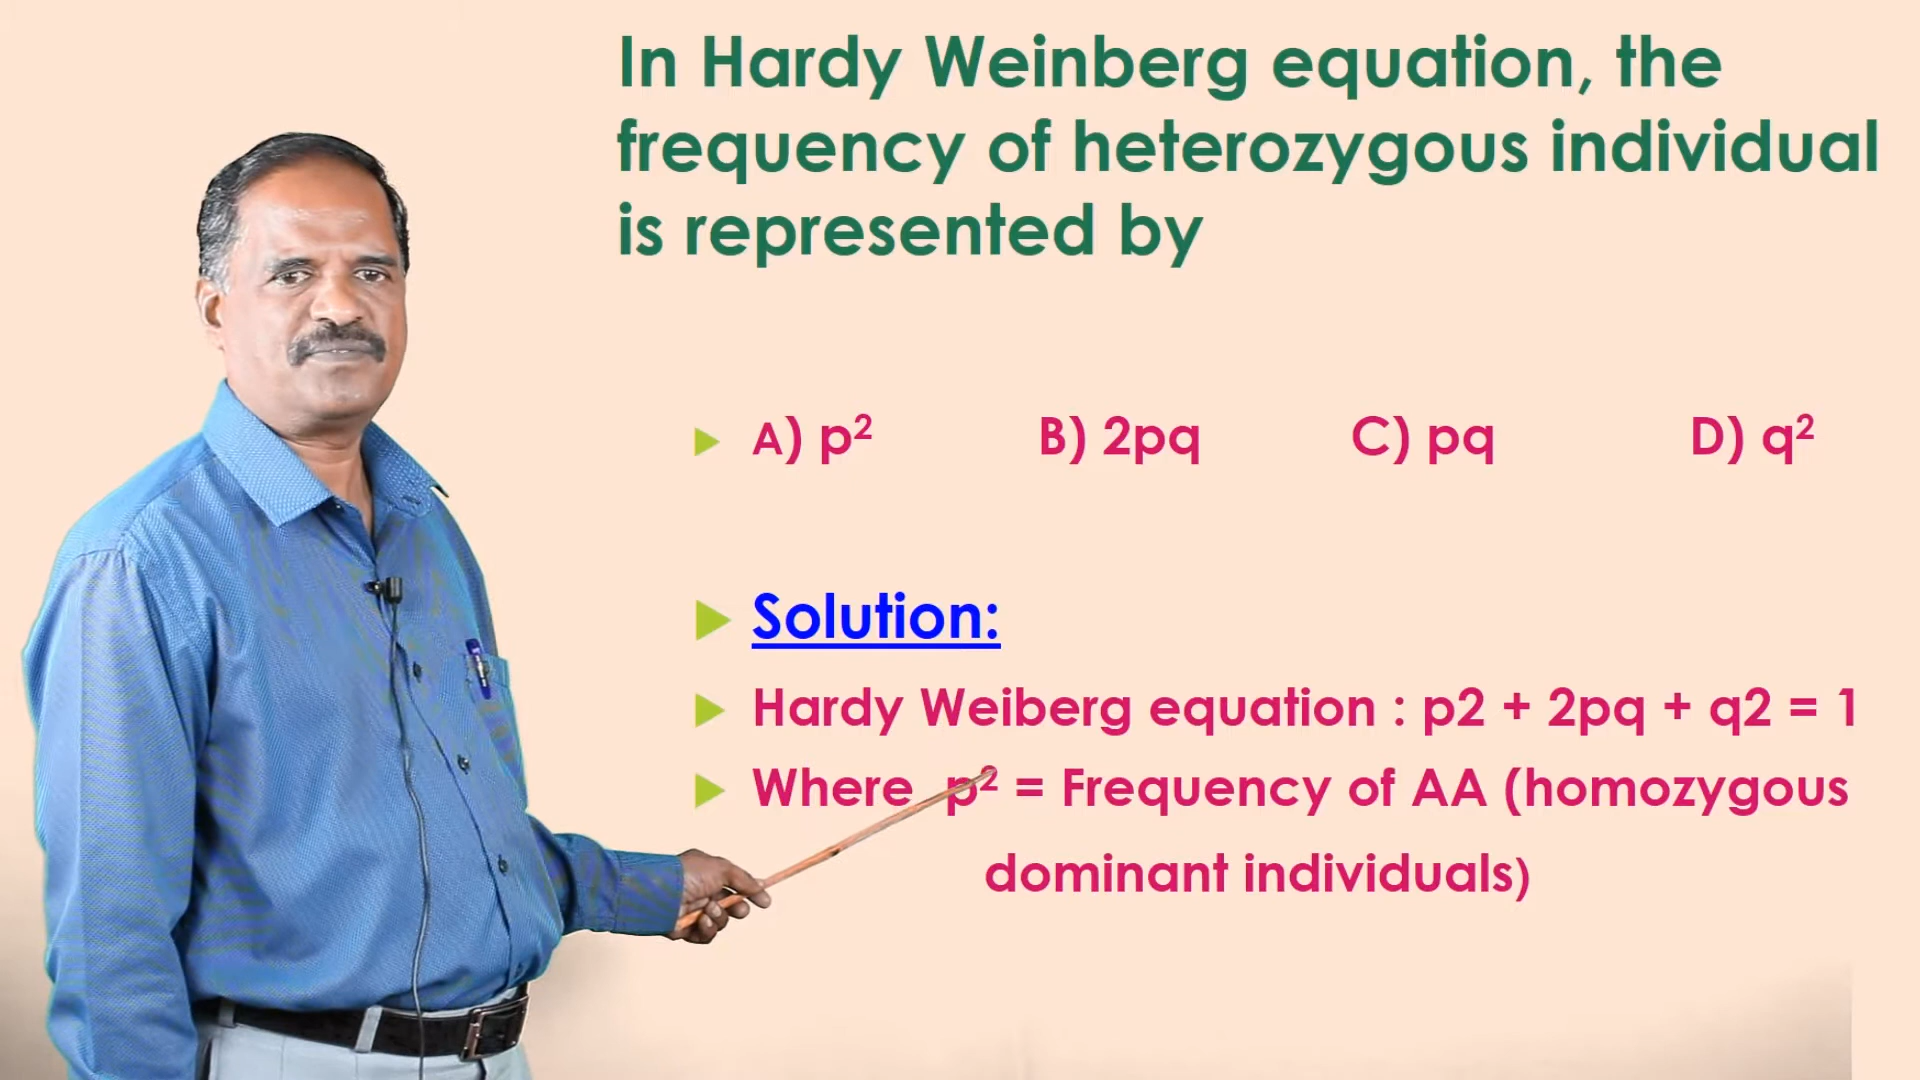 In Hardy Weinberg equation, the
frequency of heterozygous individual
is represented by
A) p² B) 2pq C) pq D) q²
Solution:
Hardy Weiberg equation : p2 + 2pq + q2 = 1
Where p² = Frequency of AA (homozygous
dominant individuals)